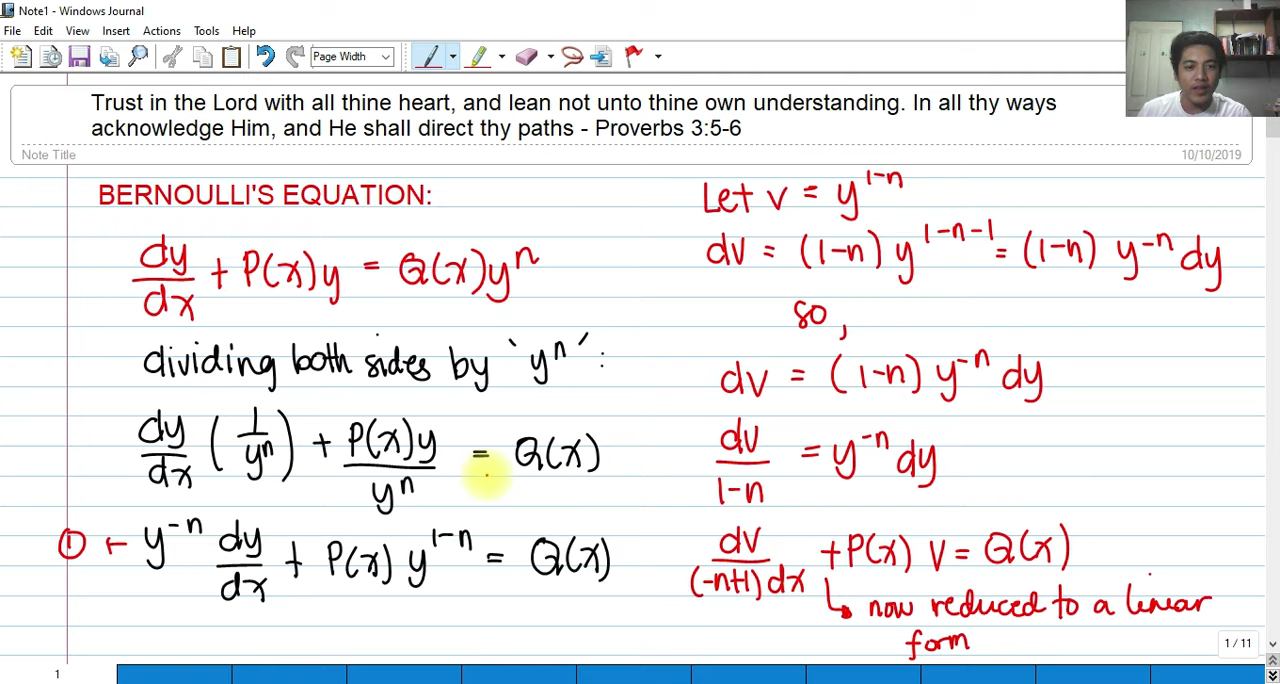 Note1 - Windows Journal
File Edit View Insert Actions Tools Help
Page Width
Trust in the Lord with all thine heart, and lean not unto thine own understanding. In all thy ways
acknowledge Him, and He shall direct thy paths - Proverbs 3:5-6
Note Title
10/10/2019
BERNOULLI'S EQUATION:
dy/dx + P(x)y = Q(x)y^n
dividing both sides by `y^n´ :
dy/dx (1/y^n) + P(x)y/y^n = Q(x)
① ← y^-n dy/dx + P(x) y^1-n = Q(x)
Let v = y^1-n
dv = (1-n) y^1-n-1 = (1-n) y^-n dy
so,
dv = (1-n) y^-n dy
dv/1-n = y^-n dy
dv/(-n+1)dx + P(x) v = Q(x)
↳ now reduced to a linear
form
1 / 11
1